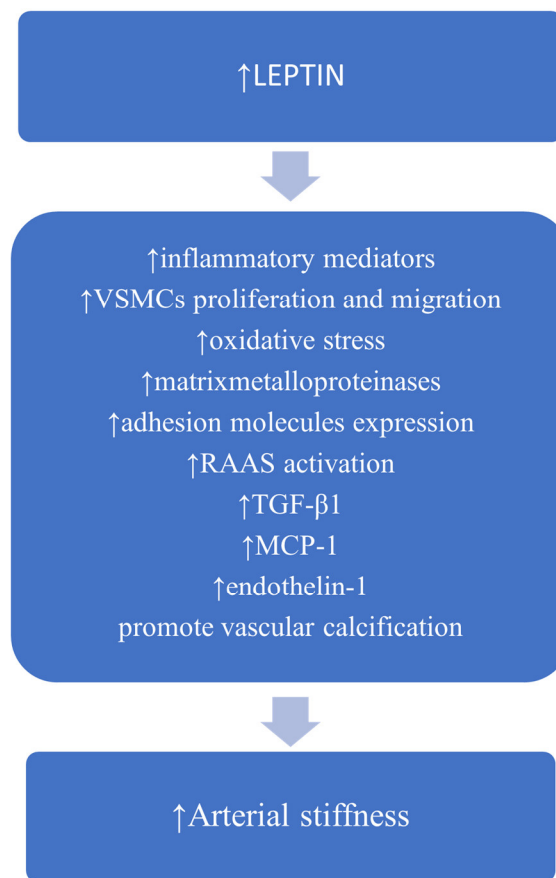 ↑LEPTIN
↑inflammatory mediators
↑VSMCs proliferation and migration
↑oxidative stress
↑matrixmetalloproteinases
↑adhesion molecules expression
↑RAAS activation
↑TGF-β1
↑MCP-1
↑endothelin-1
promote vascular calcification
↑Arterial stiffness